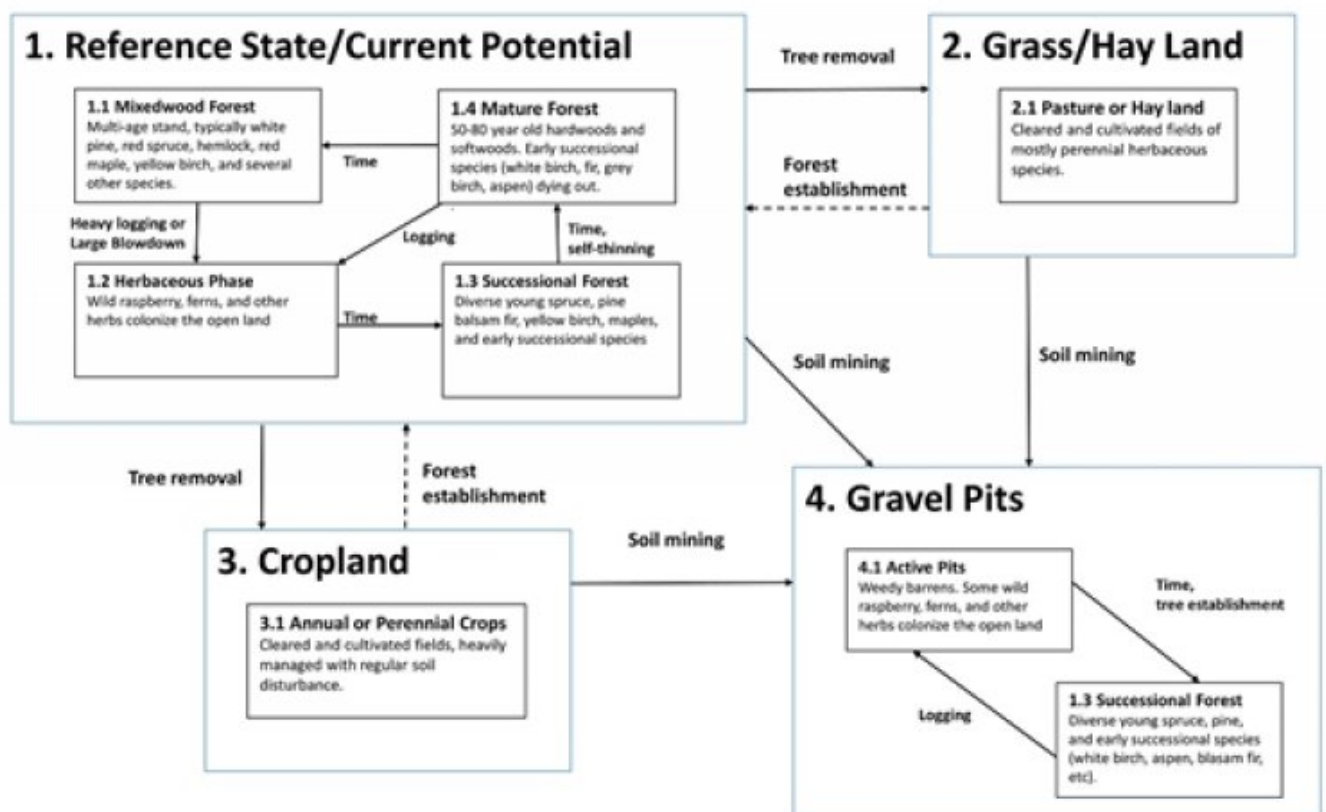 1. Reference State/Current Potential
1.1 Mixedwood Forest
Multi-age stand, typically white
pine, red spruce, hemlock, red
maple, yellow birch, and several
other species.
Time
1.4 Mature Forest
50-80 year old hardwoods and
softwoods. Early successional
species (white birch, fir, grey
birch, aspen) dying out.
Heavy logging or
Large Blowdown
Logging
Time,
self-thinning
1.2 Herbaceous Phase
Wild raspberry, ferns, and other
herbs colonize the open land
Time
1.3 Successional Forest
Diverse young spruce, pine
balsam fir, yellow birch, maples,
and early successional species
Tree removal
Forest
establishment
2. Grass/Hay Land
2.1 Pasture or Hay land
Cleared and cultivated fields of
mostly perennial herbaceous
species.
Soil mining
Soil mining
Tree removal
Forest
establishment
3. Cropland
3.1 Annual or Perennial Crops
Cleared and cultivated fields, heavily
managed with regular soil
disturbance.
Soil mining
4. Gravel Pits
4.1 Active Pits
Weedy barrens. Some wild
raspberry, ferns, and other
herbs colonize the open land
Time,
tree establishment
Logging
1.3 Successional Forest
Diverse young spruce, pine,
and early successional species
(white birch, aspen, blasam fir,
etc).